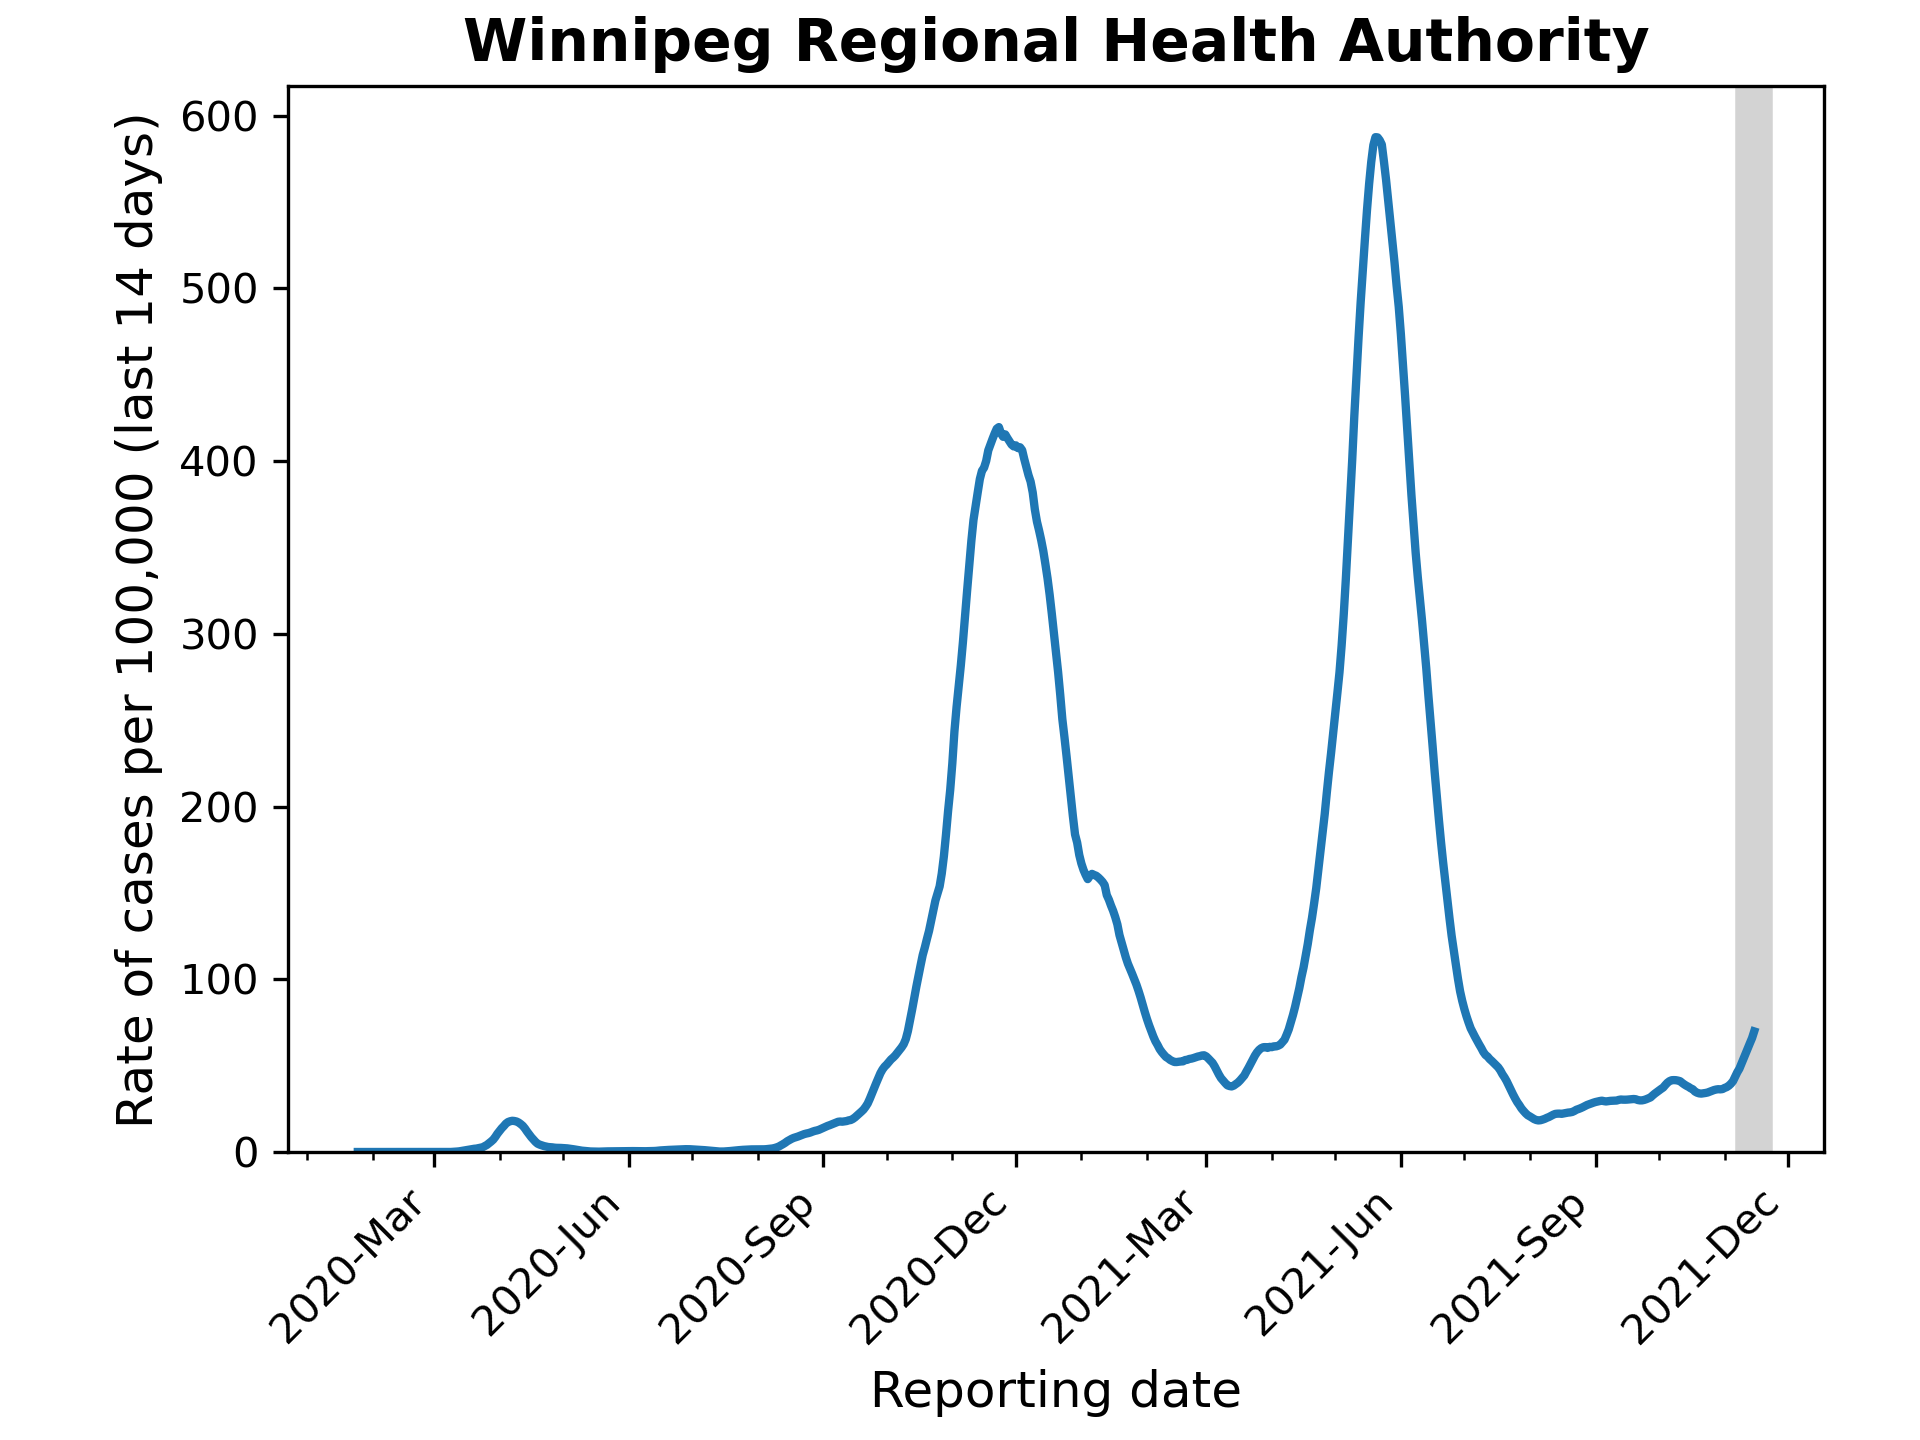 Winnipeg Regional Health Authority
Rate of cases per 100,000 (last 14 days)
600
500
400
300
200
100
0
2020-Mar
2020-Jun
2020-Sep
2020-Dec
2021-Mar
2021-Jun
2021-Sep
2021-Dec
Reporting date